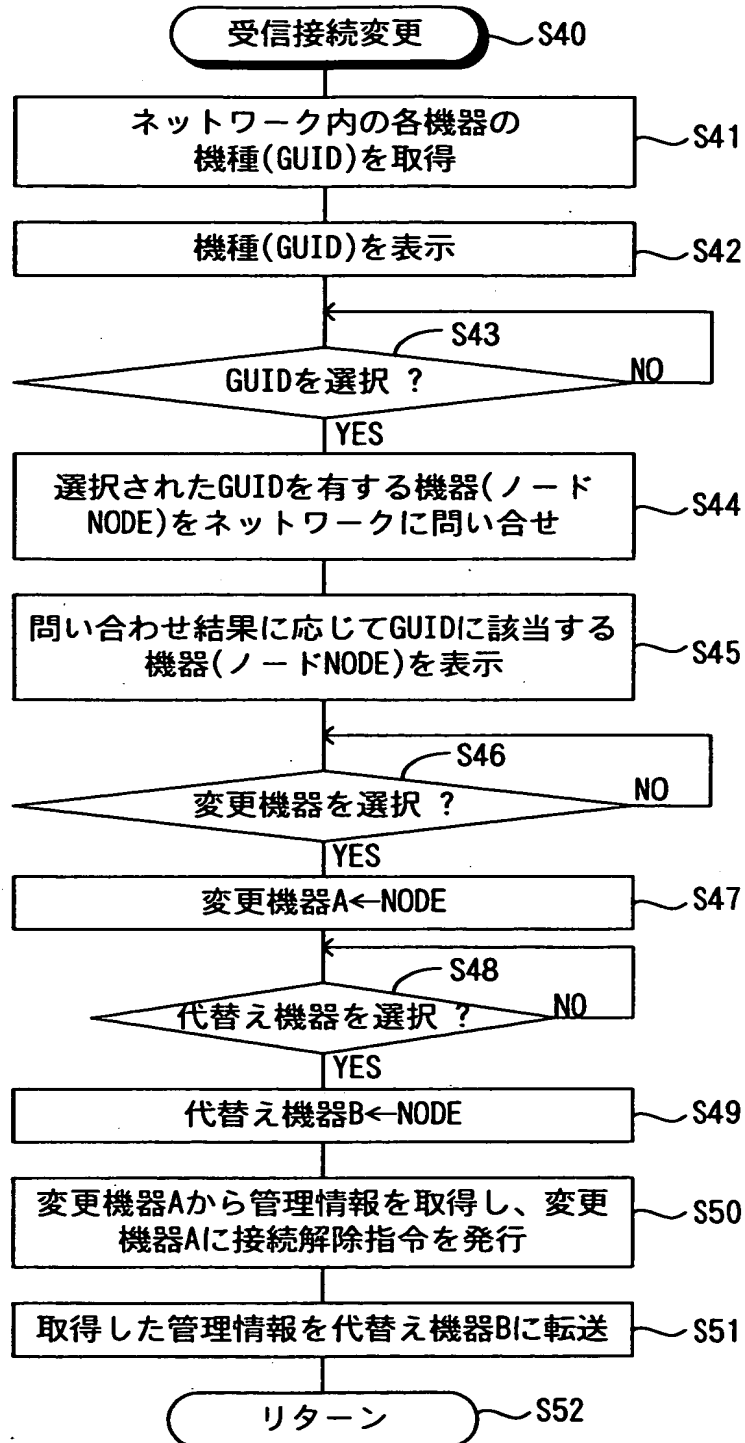 受信接続変更
S40
ネットワーク内の各機器の
機種(GUID)を取得
S41
機種(GUID)を表示
S42
S43
GUIDを選択 ?
NO
YES
選択されたGUIDを有する機器(ノード
NODE)をネットワークに問い合せ
S44
問い合わせ結果に応じてGUIDに該当する
機器(ノードNODE)を表示
S45
S46
変更機器を選択 ?
NO
YES
変更機器A←NODE
S47
S48
代替え機器を選択 ?
NO
YES
代替え機器B←NODE
S49
変更機器Aから管理情報を取得し、変更
機器Aに接続解除指令を発行
S50
取得した管理情報を代替え機器Bに転送
S51
リターン
S52